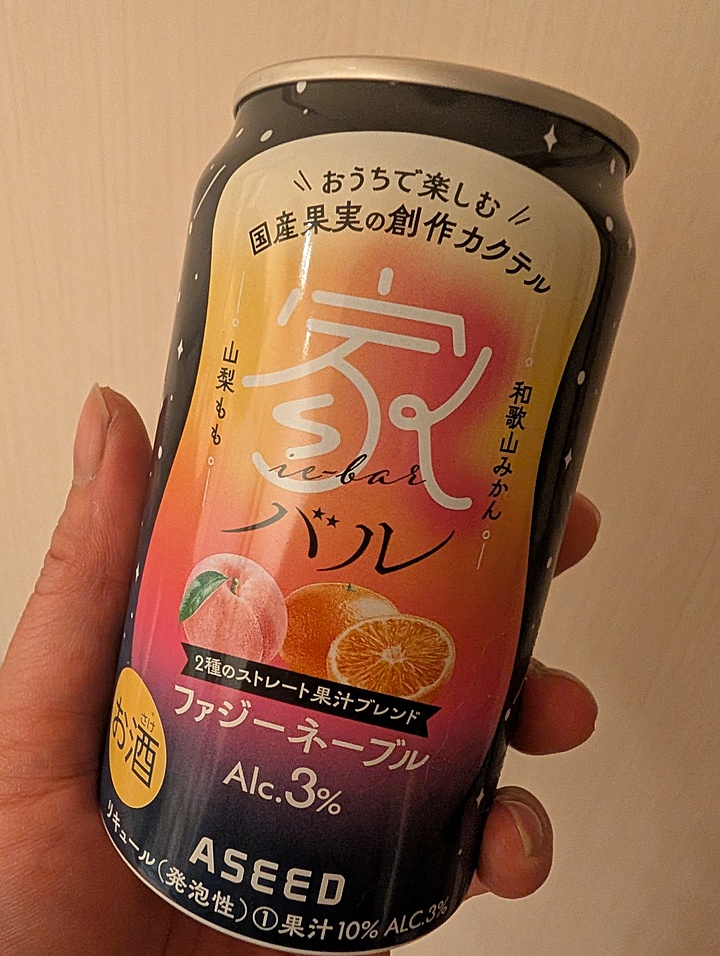 おうちで楽しむ
国産果実の創作カクテル
山梨もも
家
和歌山みかん
ie-bar
バル
2種のストレート果汁ブレンド
ファジーネーブル
Alc.3%
さけ
お酒
ASEED
リキュール(発泡性)①果汁10% ALC.3%